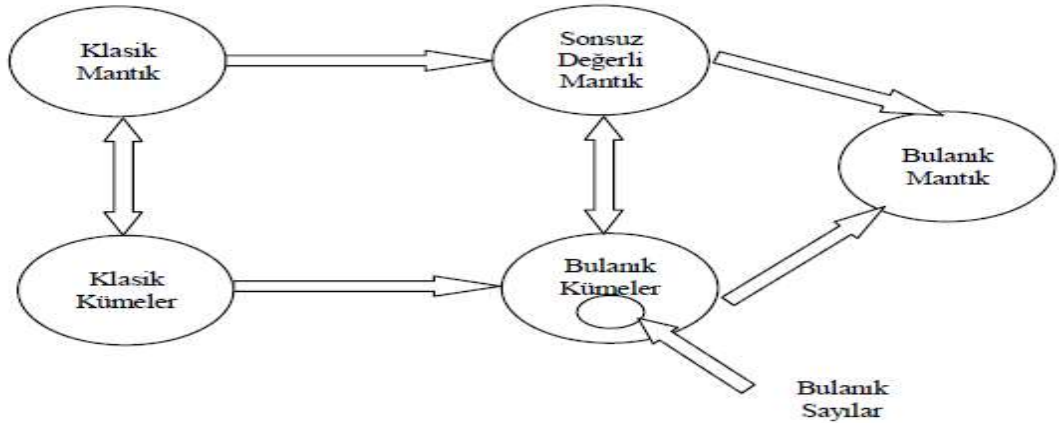 Klasik
Mantık
Sonsuz
Değerli
Mantık
Bulanık
Mantık
Klasik
Kümeler
Bulanık
Kümeler
Bulanık
Sayılar